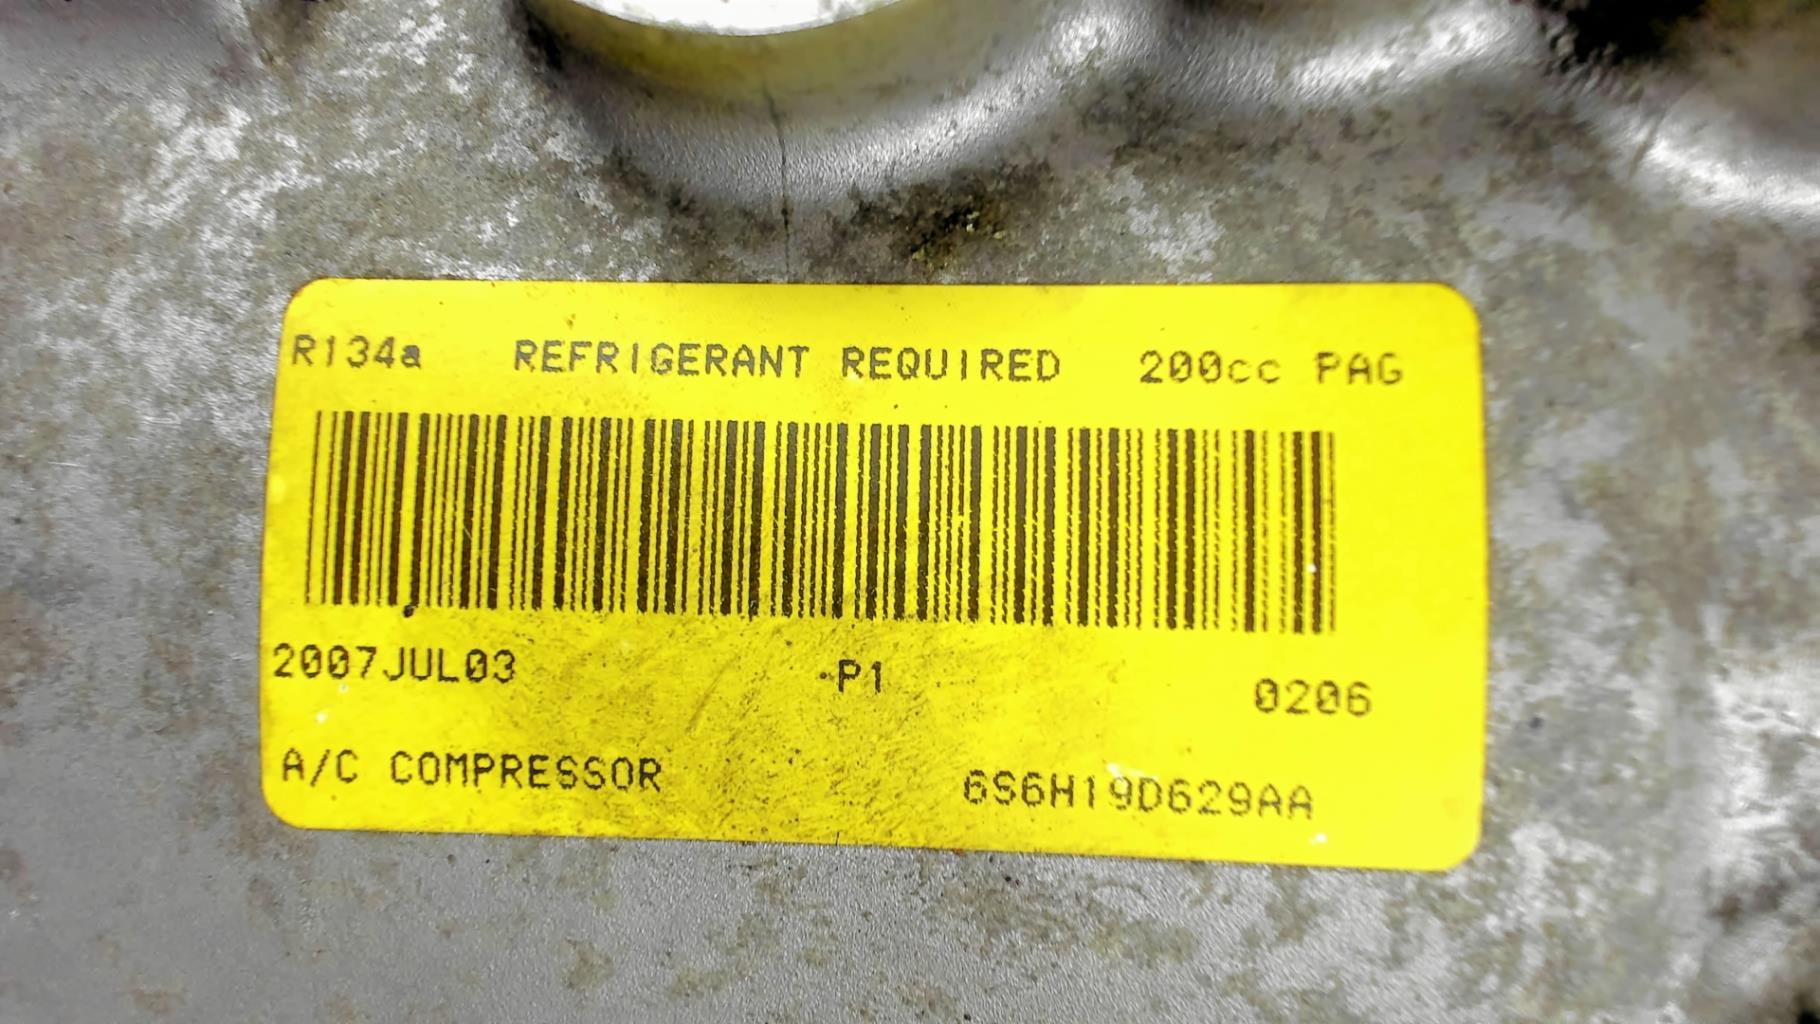 R134a REFRIGERANT REQUIRED 200cc PAG
2007JUL03 P1 0206
A/C COMPRESSOR 6S6H19D629AA